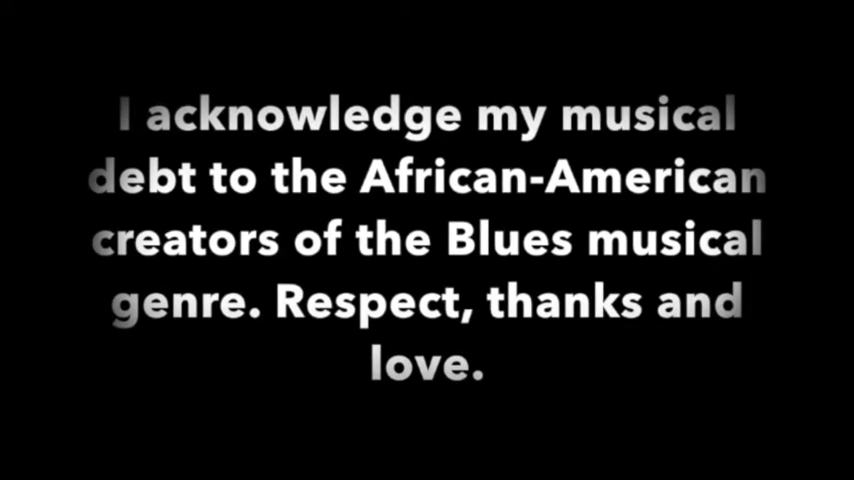 I acknowledge my musical
debt to the African-American
creators of the Blues musical
genre. Respect, thanks and
love.